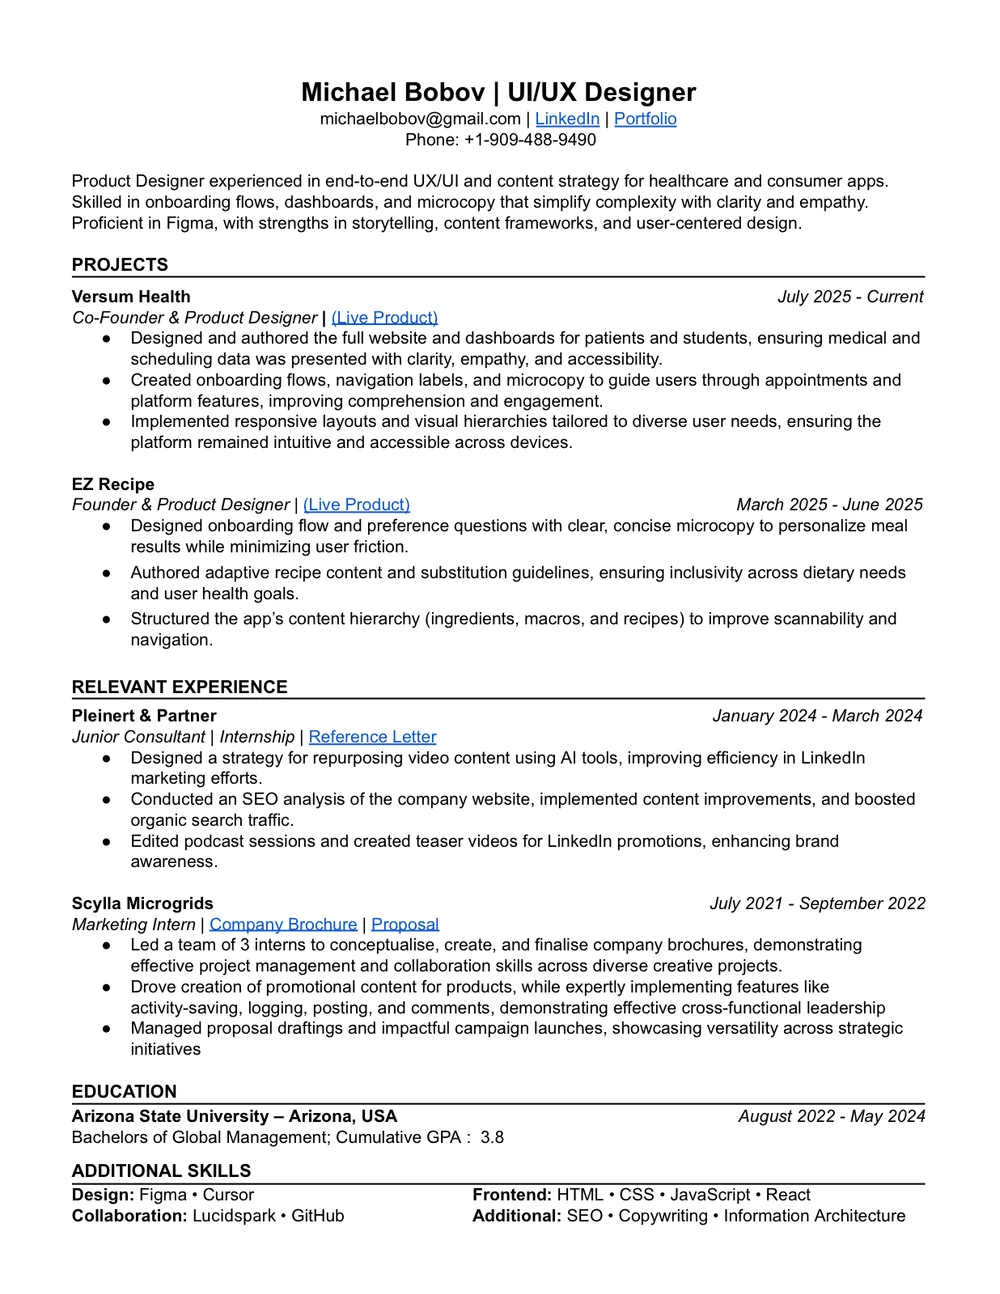 Michael Bobov | UI/UX Designer
michaelbobov@gmail.com | LinkedIn | Portfolio
Phone: +1-909-488-9490
Product Designer experienced in end-to-end UX/UI and content strategy for healthcare and consumer apps.
Skilled in onboarding flows, dashboards, and microcopy that simplify complexity with clarity and empathy.
Proficient in Figma, with strengths in storytelling, content frameworks, and user-centered design.
PROJECTS
Versum Health July 2025 - Current
Co-Founder & Product Designer | (Live Product)
● Designed and authored the full website and dashboards for patients and students, ensuring medical and
scheduling data was presented with clarity, empathy, and accessibility.
● Created onboarding flows, navigation labels, and microcopy to guide users through appointments and
platform features, improving comprehension and engagement.
● Implemented responsive layouts and visual hierarchies tailored to diverse user needs, ensuring the
platform remained intuitive and accessible across devices.
EZ Recipe
Founder & Product Designer | (Live Product) March 2025 - June 2025
● Designed onboarding flow and preference questions with clear, concise microcopy to personalize meal
results while minimizing user friction.
● Authored adaptive recipe content and substitution guidelines, ensuring inclusivity across dietary needs
and user health goals.
● Structured the app's content hierarchy (ingredients, macros, and recipes) to improve scannability and
navigation.
RELEVANT EXPERIENCE
Pleinert & Partner January 2024 - March 2024
Junior Consultant | Internship | Reference Letter
● Designed a strategy for repurposing video content using AI tools, improving efficiency in LinkedIn
marketing efforts.
● Conducted an SEO analysis of the company website, implemented content improvements, and boosted
organic search traffic.
● Edited podcast sessions and created teaser videos for LinkedIn promotions, enhancing brand
awareness.
Scylla Microgrids July 2021 - September 2022
Marketing Intern | Company Brochure | Proposal
● Led a team of 3 interns to conceptualise, create, and finalise company brochures, demonstrating
effective project management and collaboration skills across diverse creative projects.
● Drove creation of promotional content for products, while expertly implementing features like
activity-saving, logging, posting, and comments, demonstrating effective cross-functional leadership
● Managed proposal draftings and impactful campaign launches, showcasing versatility across strategic
initiatives
EDUCATION
Arizona State University – Arizona, USA August 2022 - May 2024
Bachelors of Global Management; Cumulative GPA : 3.8
ADDITIONAL SKILLS
Design: Figma • Cursor Frontend: HTML • CSS • JavaScript • React
Collaboration: Lucidspark • GitHub Additional: SEO • Copywriting • Information Architecture